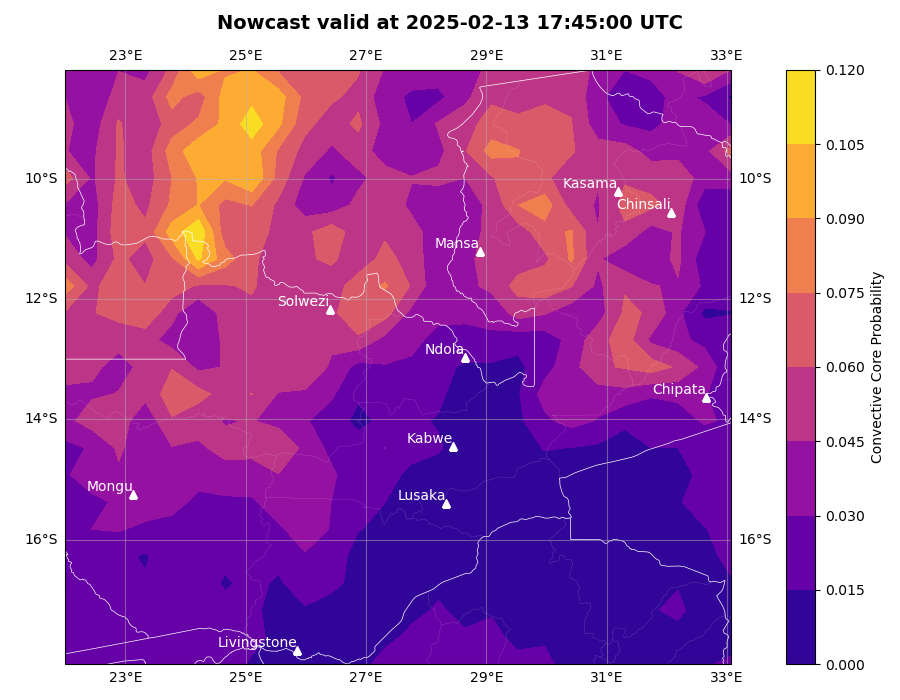 Nowcast valid at 2025-02-13 17:45:00 UTC
23°E 25°E 27°E 29°E 31°E 33°E
0.120
0.105
10°S Kasama 10°S
Chinsali
0.090
Mansa
0.075
12°S Solwezi 12°S
Ndola
0.060
Chipata
14°S 14°S
Kabwe
0.045
Mongu
Lusaka
0.030
16°S 16°S
0.015
Livingstone
0.000
23°E 25°E 27°E 29°E 31°E 33°E
Convective Core Probability